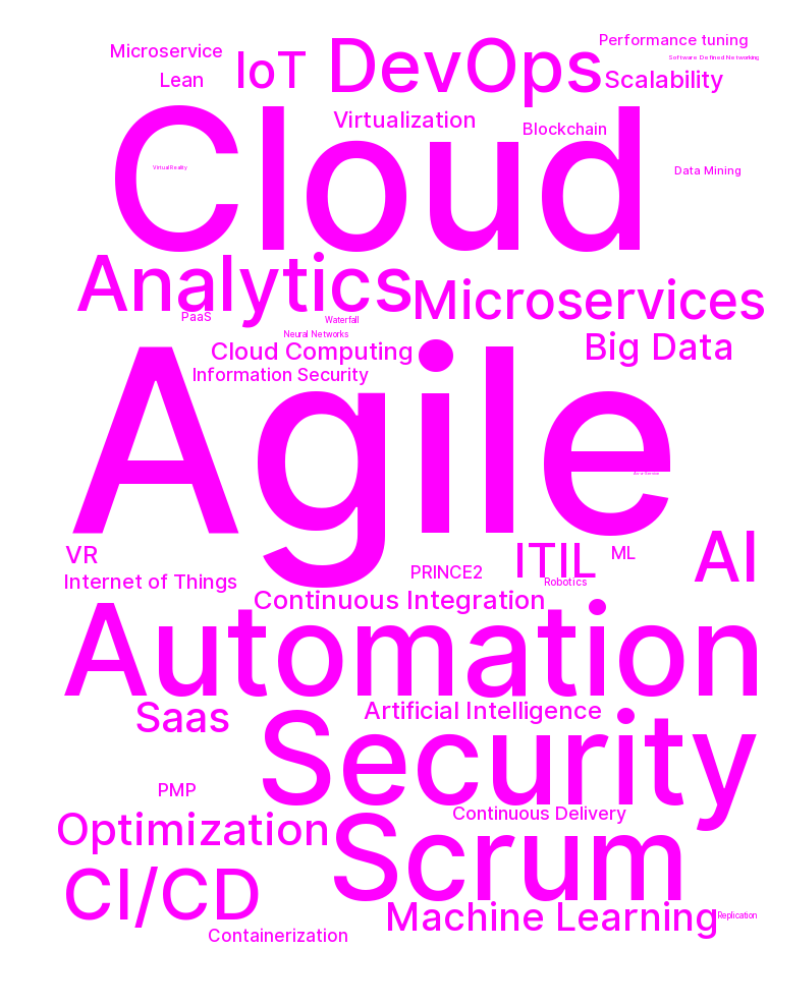 Microservice
IoT
DevOps
Performance tuning
Software Defined Networking
Lean
Scalability
Cloud
Virtualization
Blockchain
Virtual Reality
Data Mining
Analytics
Microservices
PaaS
Waterfall
Neural Networks
Cloud Computing
Big Data
Information Security
Agile
VR
ITIL
ML
AI
Internet of Things
PRINCE2
Robotics
Continuous Integration
Automation
Saas
Artificial Intelligence
Security
PMP
Continuous Delivery
Optimization
Scrum
CI/CD
Machine Learning
Replication
Containerization